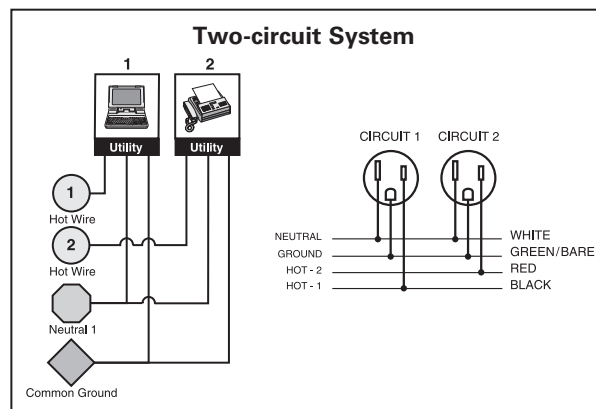 Two-circuit System
1 2
Utility Utility
1
Hot Wire
2
Hot Wire
Neutral 1
Common Ground
CIRCUIT 1 CIRCUIT 2
NEUTRAL WHITE
GROUND GREEN/BARE
HOT - 2 RED
HOT - 1 BLACK